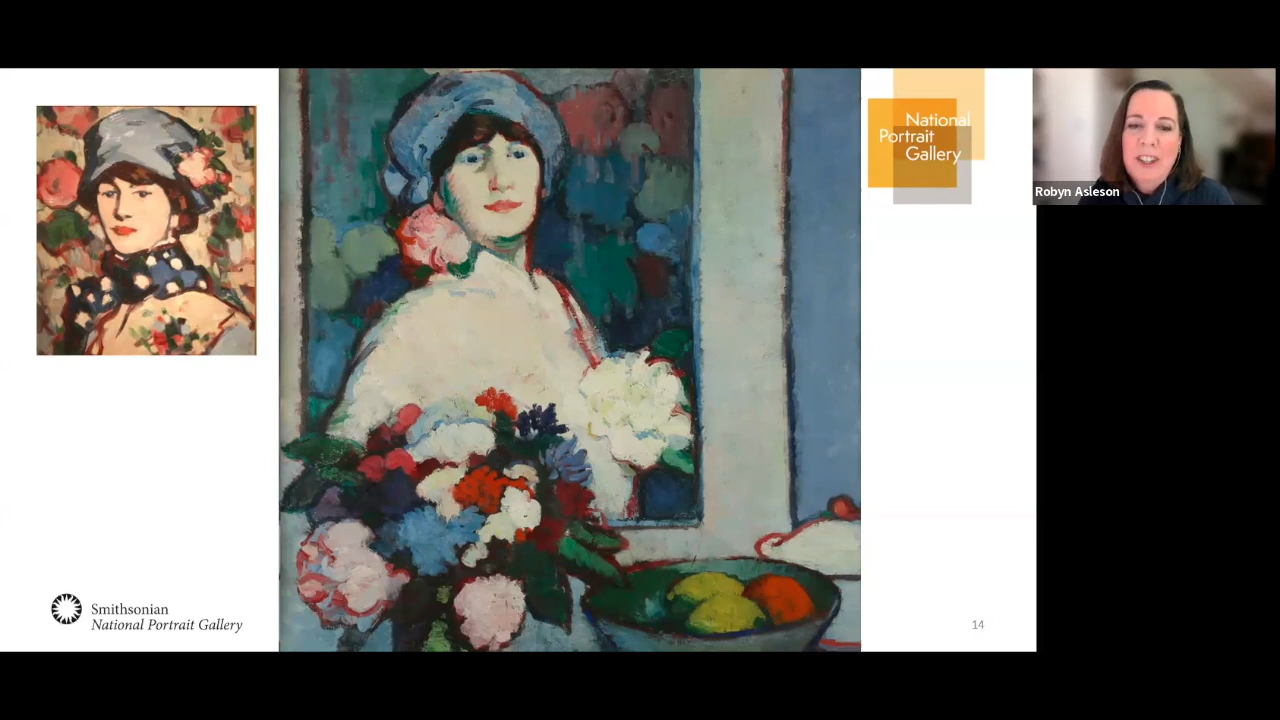 National
Portrait
Gallery
Robyn Asleson
Smithsonian
National Portrait Gallery
14